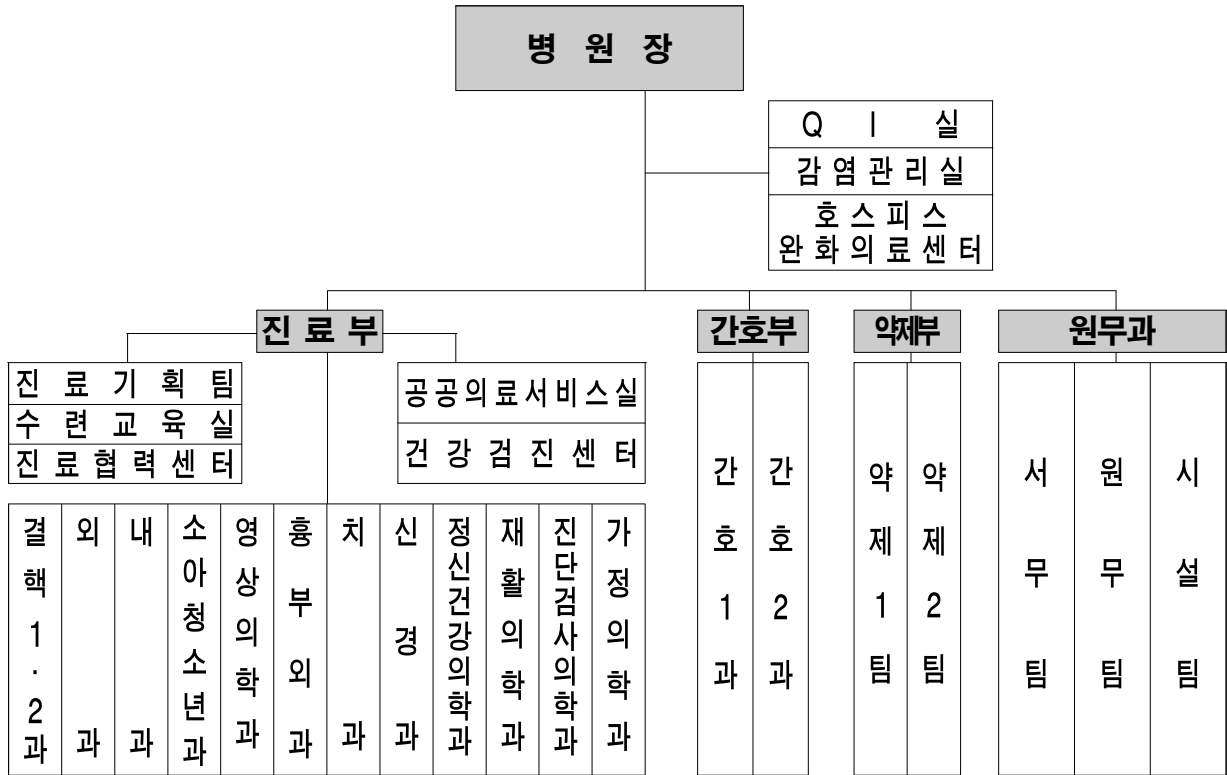 병 원 장
Q I 실
감염관리실
호스피스
완화의료센터
진료부
간호부
약제부
원무과
진료기획팀
수련교육실
진료협력센터
공공의료서비스실
건강검진센터
결핵1·2과
외과
내과
소아청소년과
영상의학과
흉부외과
치과
신경과
정신건강의학과
재활의학과
진단검사의학과
가정의학과
간호1과
간호2과
약제1팀
약제2팀
서무팀
원무팀
시설팀